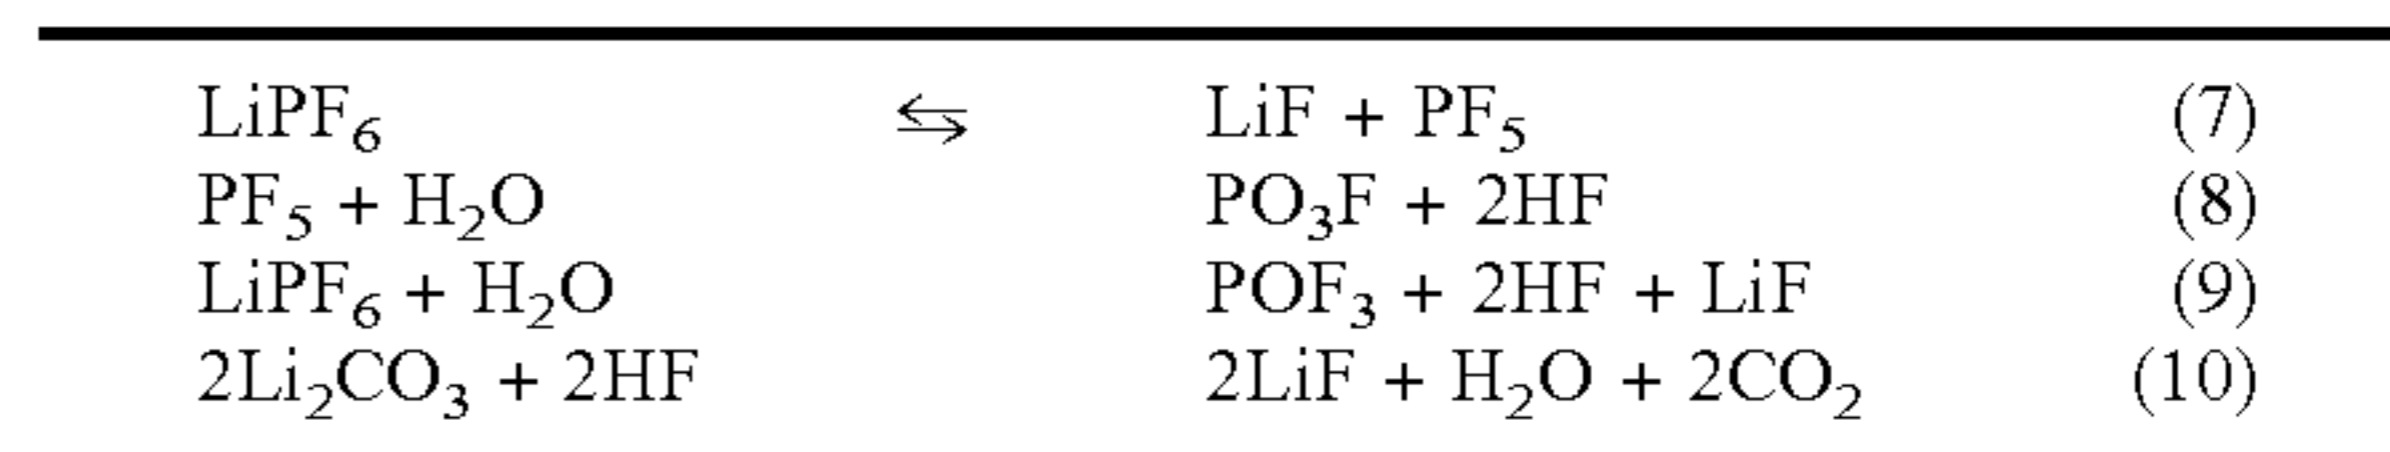 LiPF₆ ⇆ LiF + PF₅ (7)
PF₅ + H₂O PO₃F + 2HF (8)
LiPF₆ + H₂O POF₃ + 2HF + LiF (9)
2Li₂CO₃ + 2HF 2LiF + H₂O + 2CO₂ (10)